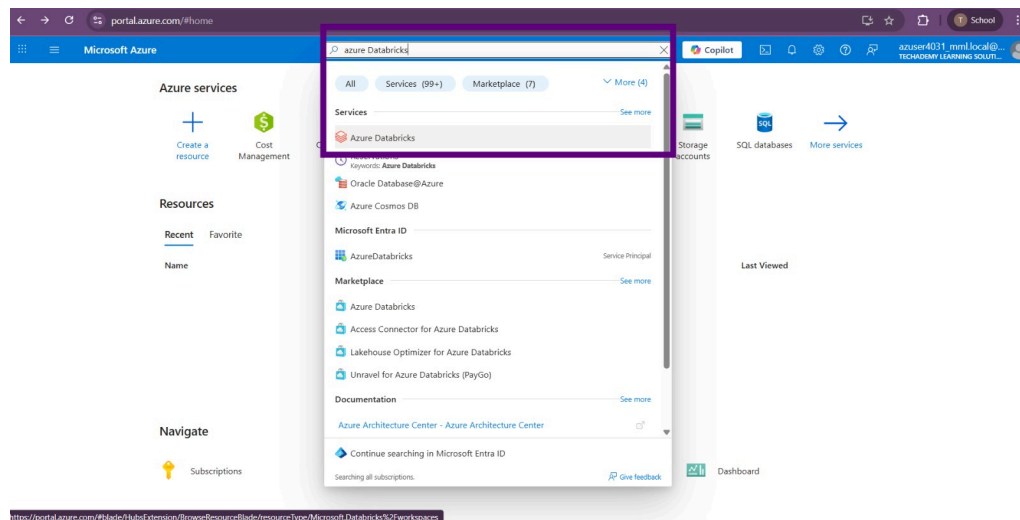 portal.azure.com/#home
School
Microsoft Azure
azure Databricks
Copilot
azuser4031_mml.local@...
TECHADEMY LEARNING SOLUTI...
All
Services (99+)
Marketplace (7)
More (4)
Azure services
Services
See more
Azure Databricks
Create a resource
Cost Management
Storage accounts
SQL databases
More services
Keywords: Azure Databricks
Oracle Database@Azure
Azure Cosmos DB
Resources
Recent
Favorite
Microsoft Entra ID
AzureDatabricks
Service Principal
Name
Last Viewed
Marketplace
See more
Azure Databricks
Access Connector for Azure Databricks
Lakehouse Optimizer for Azure Databricks
Unravel for Azure Databricks (PayGo)
Documentation
See more
Azure Architecture Center - Azure Architecture Center
Navigate
Continue searching in Microsoft Entra ID
Subscriptions
Dashboard
Searching all subscriptions.
Give feedback
https://portal.azure.com/#blade/HubsExtension/BrowseResourceBlade/resourceType/Microsoft.Databricks%2Fworkspaces